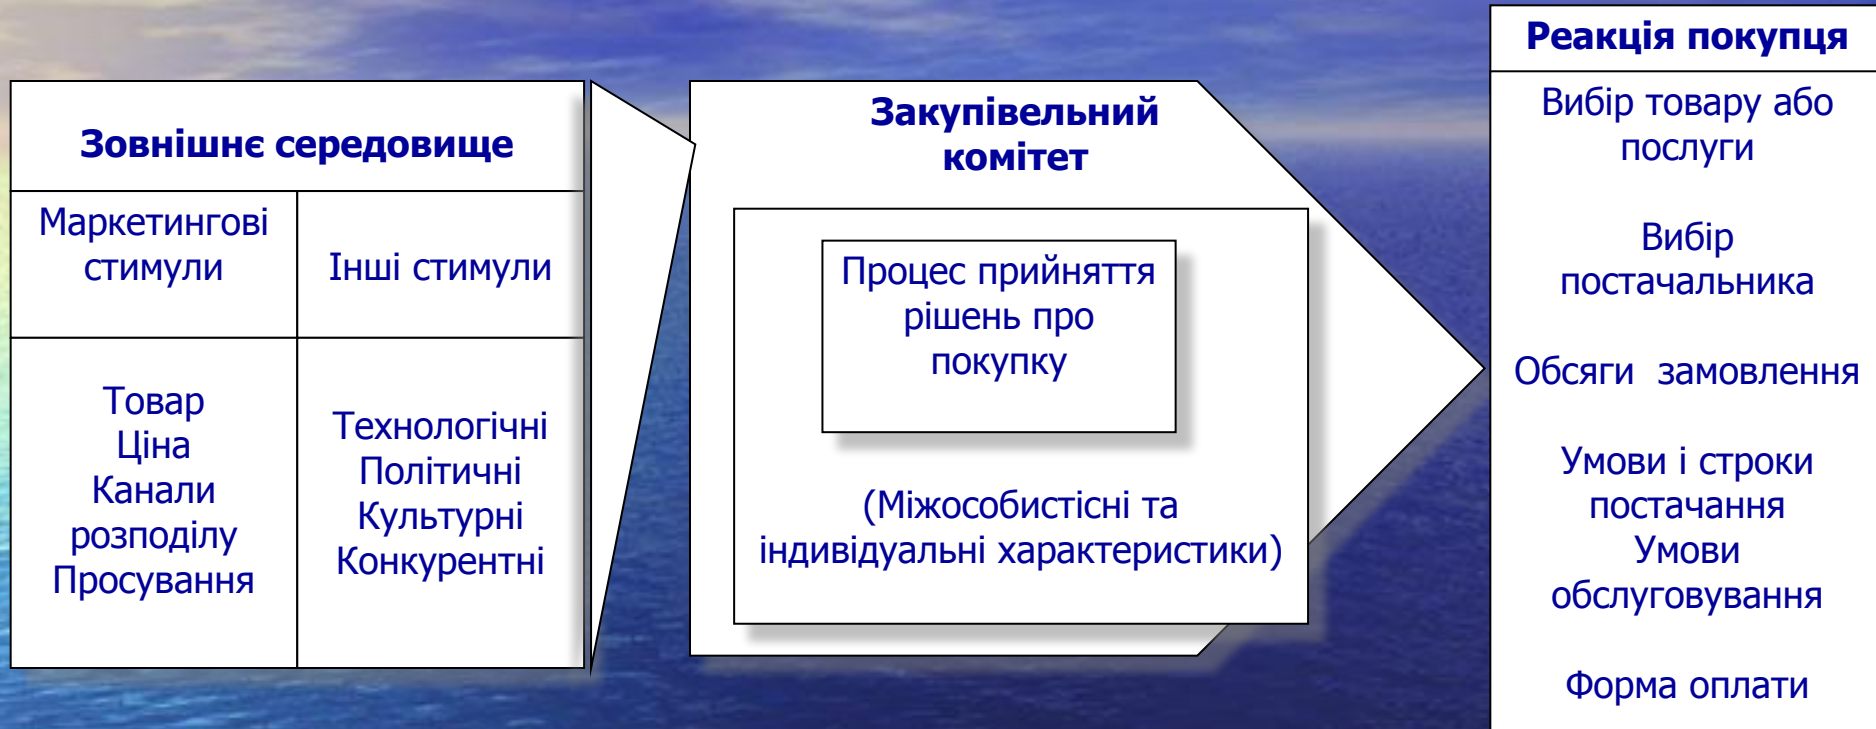 Зовнішнє середовище
Маркетингові
стимули
Інші стимули
Товар
Ціна
Канали
розподілу
Просування
Технологічні
Політичні
Культурні
Конкурентні
Закупівельний
комітет
Процес прийняття
рішень про
покупку
(Міжособистісні та
індивідуальні характеристики)
Реакція покупця
Вибір товару або
послуги
Вибір
постачальника
Обсяги замовлення
Умови і строки
постачання
Умови
обслуговування
Форма оплати